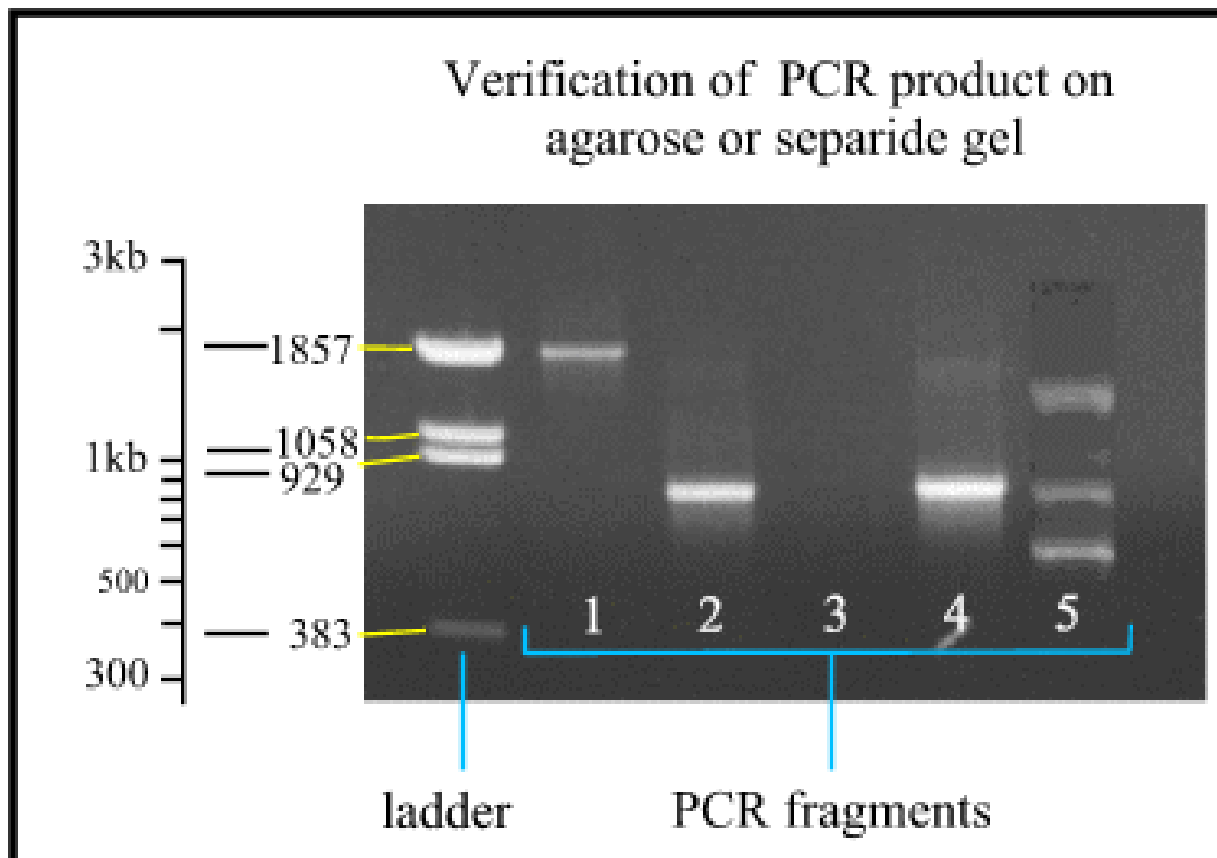 Verification of PCR product on
agarose or separide gel
3kb
1857
1058
1kb
929
500
383
300
1 2 3 4 5
ladder
PCR fragments